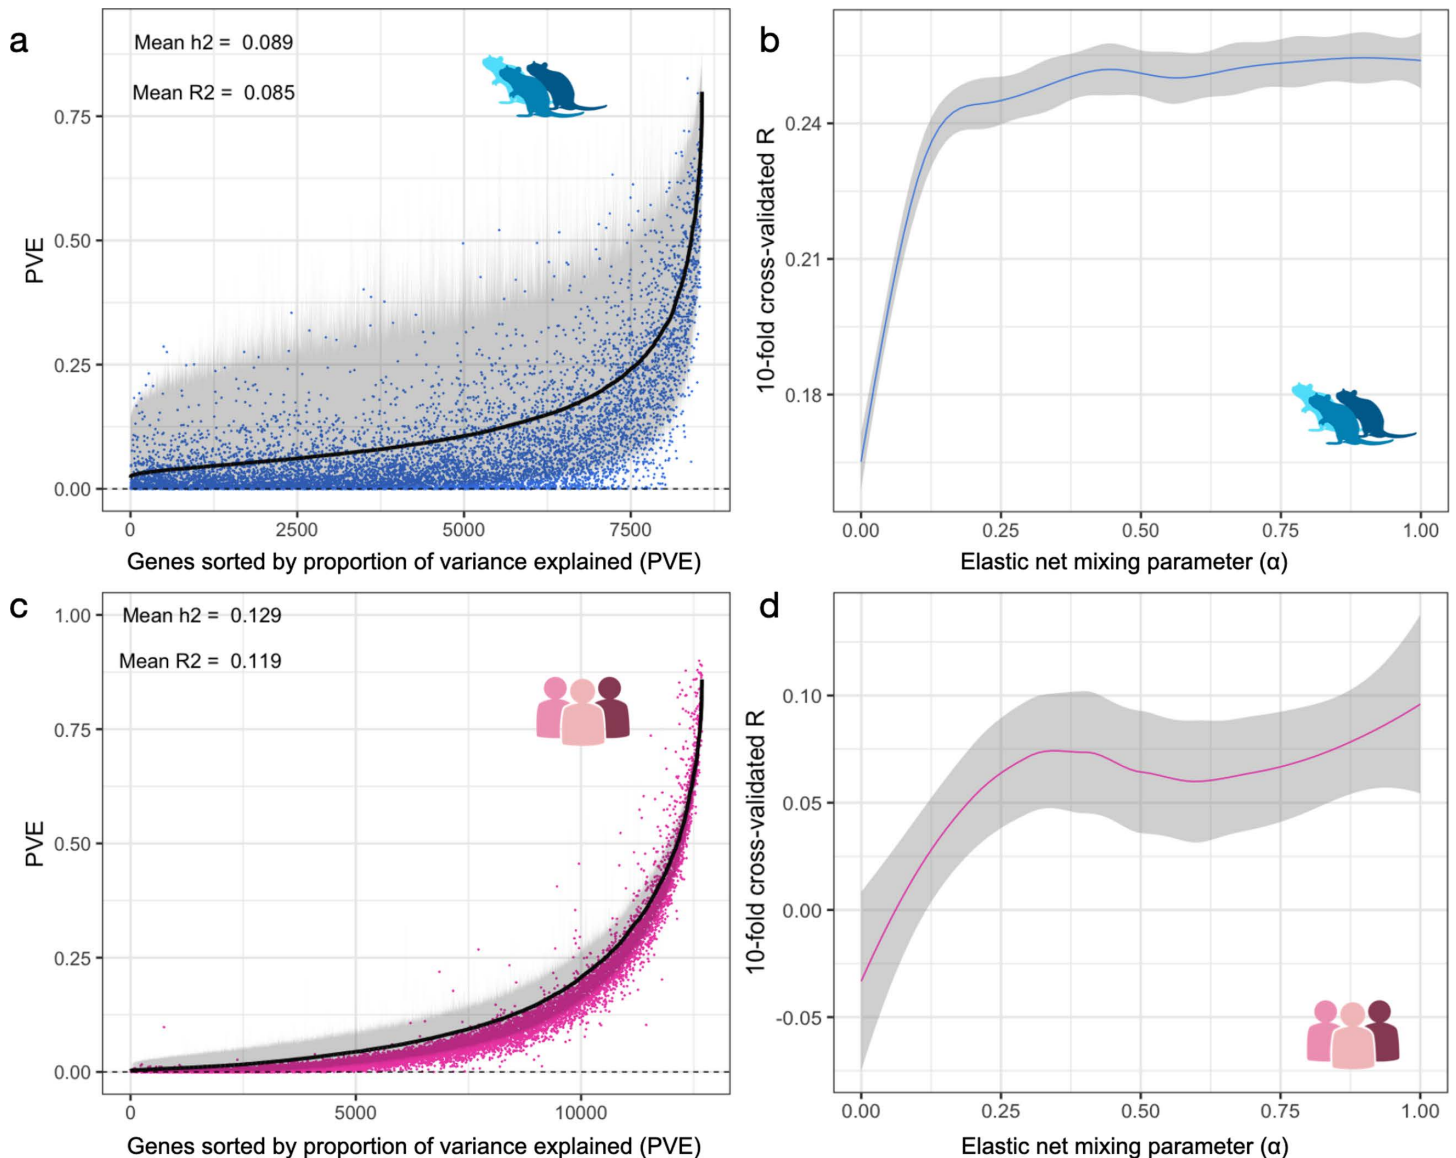 a
Mean h2 = 0.089
Mean R2 = 0.085
0.75
0.50
0.25
0.00
PVE
0
2500
5000
7500
Genes sorted by proportion of variance explained (PVE)
b
0.24
0.21
0.18
10-fold cross-validated R
0.00
0.25
0.50
0.75
1.00
Elastic net mixing parameter (α)
c
Mean h2 = 0.129
Mean R2 = 0.119
1.00
0.75
0.50
0.25
0.00
PVE
0
5000
10000
Genes sorted by proportion of variance explained (PVE)
d
0.10
0.05
0.00
-0.05
10-fold cross-validated R
0.00
0.25
0.50
0.75
1.00
Elastic net mixing parameter (α)